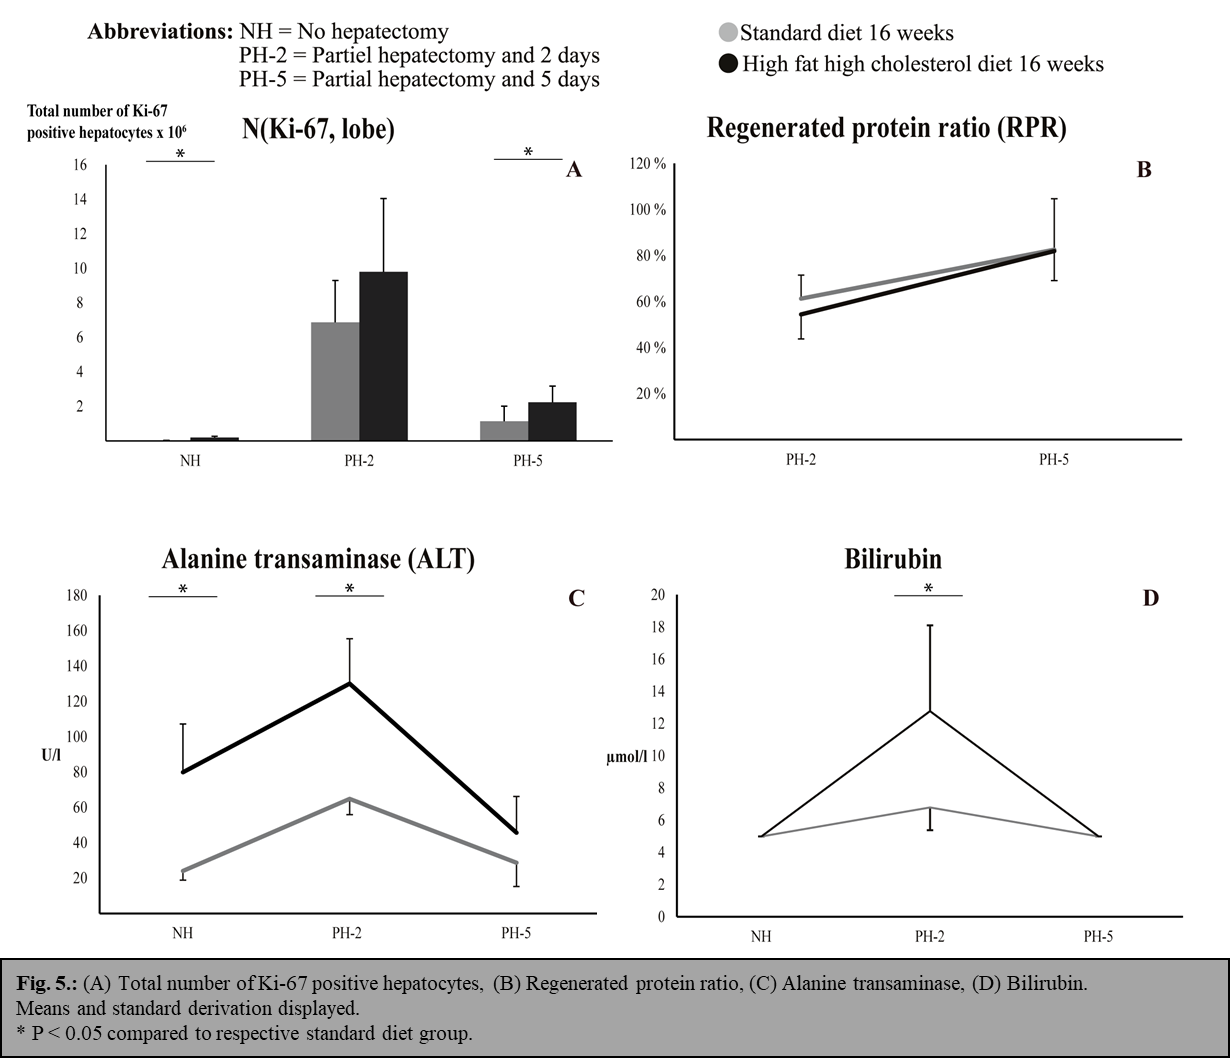 Abbreviations: NH = No hepatectomy
PH-2 = Partiel hepatectomy and 2 days
PH-5 = Partial hepatectomy and 5 days
Standard diet 16 weeks
High fat high cholesterol diet 16 weeks
Total number of Ki-67
positive hepatocytes x 10⁶
N(Ki-67, lobe)
*
*
A
16
14
12
10
8
6
4
2
NH
PH-2
PH-5
Regenerated protein ratio (RPR)
B
120 %
100 %
80 %
60 %
40 %
20 %
PH-2
PH-5
Alanine transaminase (ALT)
*
*
C
180
160
140
120
100
U/l
80
60
40
20
NH
PH-2
PH-5
Bilirubin
*
D
20
18
16
14
12
µmol/l 10
8
6
4
2
0
NH
PH-2
PH-5
Fig. 5.: (A) Total number of Ki-67 positive hepatocytes, (B) Regenerated protein ratio, (C) Alanine transaminase, (D) Bilirubin.
Means and standard derivation displayed.
* P < 0.05 compared to respective standard diet group.